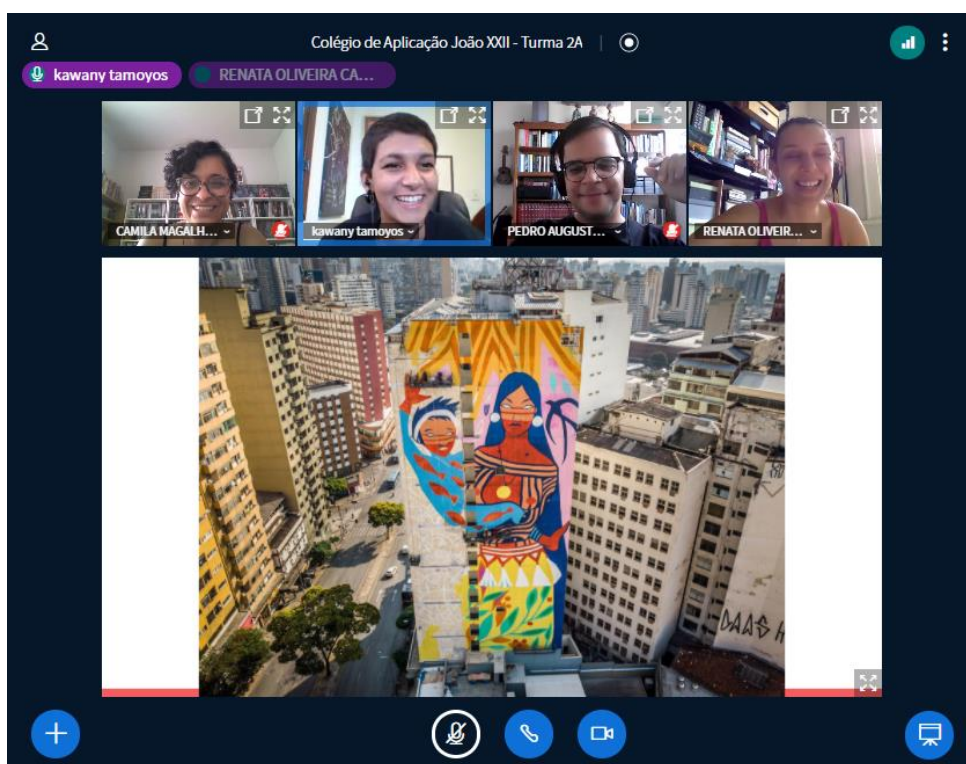 Colégio de Aplicação João XXII - Turma 2A
kawany tamoyos
RENATA OLIVEIRA CA...
CAMILA MAGALH...
kawany tamoyos
PEDRO AUGUST...
RENATA OLIVEIR...
DAAS H